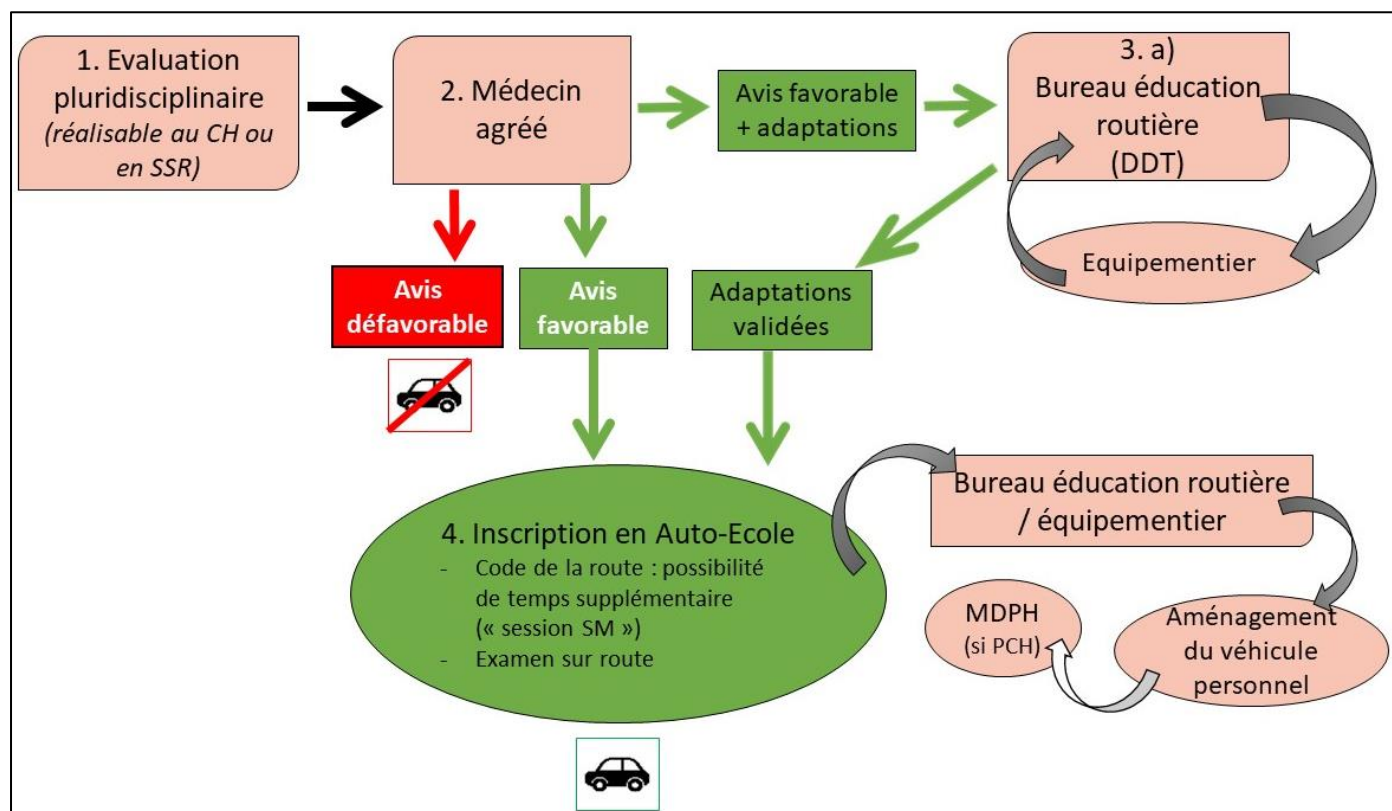 1. Evaluation
pluridisciplinaire
(réalisable au CH ou
en SSR)
2. Médecin
agréé
Avis favorable
+ adaptations
3. a)
Bureau éducation
routière
(DDT)
Equipementier
Avis
défavorable
Avis
favorable
Adaptations
validées
4. Inscription en Auto-Ecole
- Code de la route : possibilité
de temps supplémentaire
(« session SM »)
- Examen sur route
Bureau éducation routière
/ équipementier
MDPH
(si PCH)
Aménagement
du véhicule
personnel